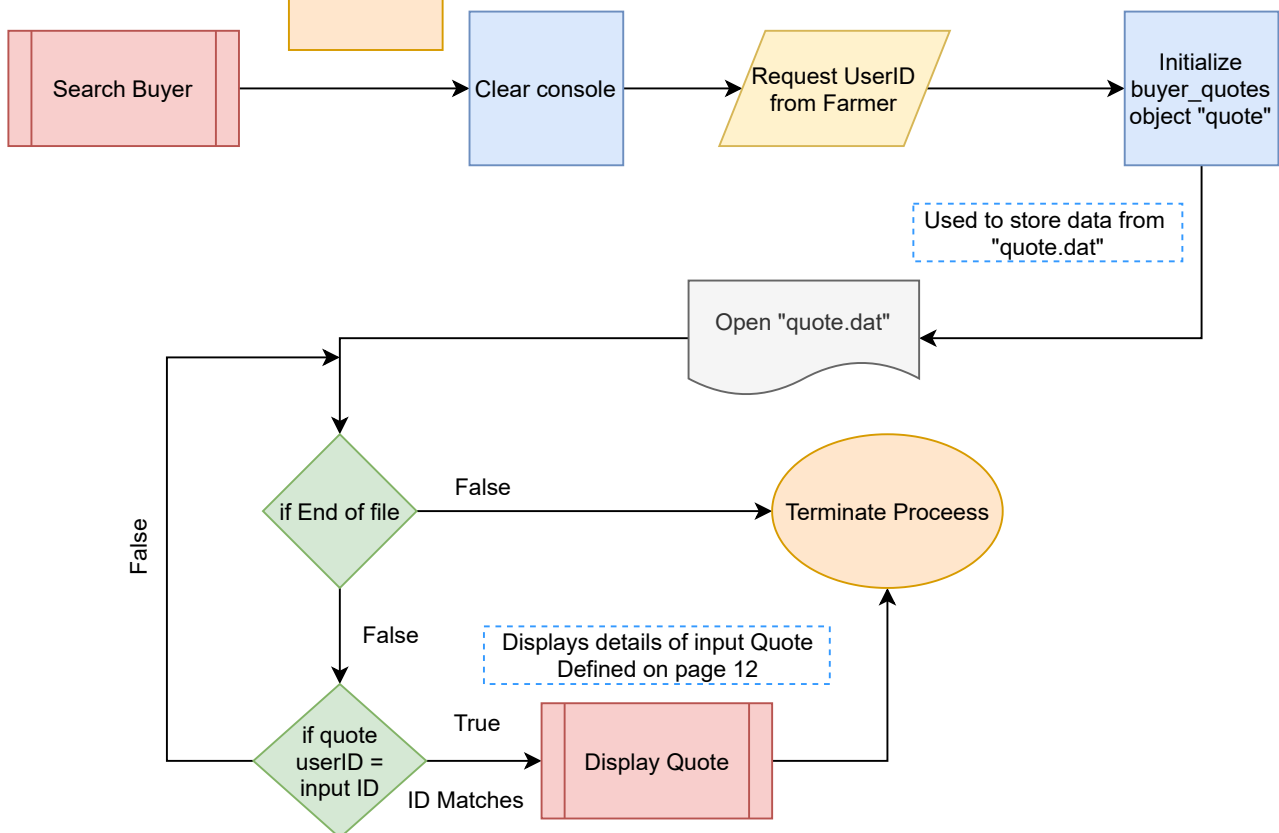 Search Buyer
Clear console
Request UserID
from Farmer
Initialize
buyer_quotes
object "quote"
Used to store data from
"quote.dat"
Open "quote.dat"
if End of file
False
Terminate Proceess
False
False
Displays details of input Quote
Defined on page 12
if quote
userID =
input ID
True
ID Matches
Display Quote